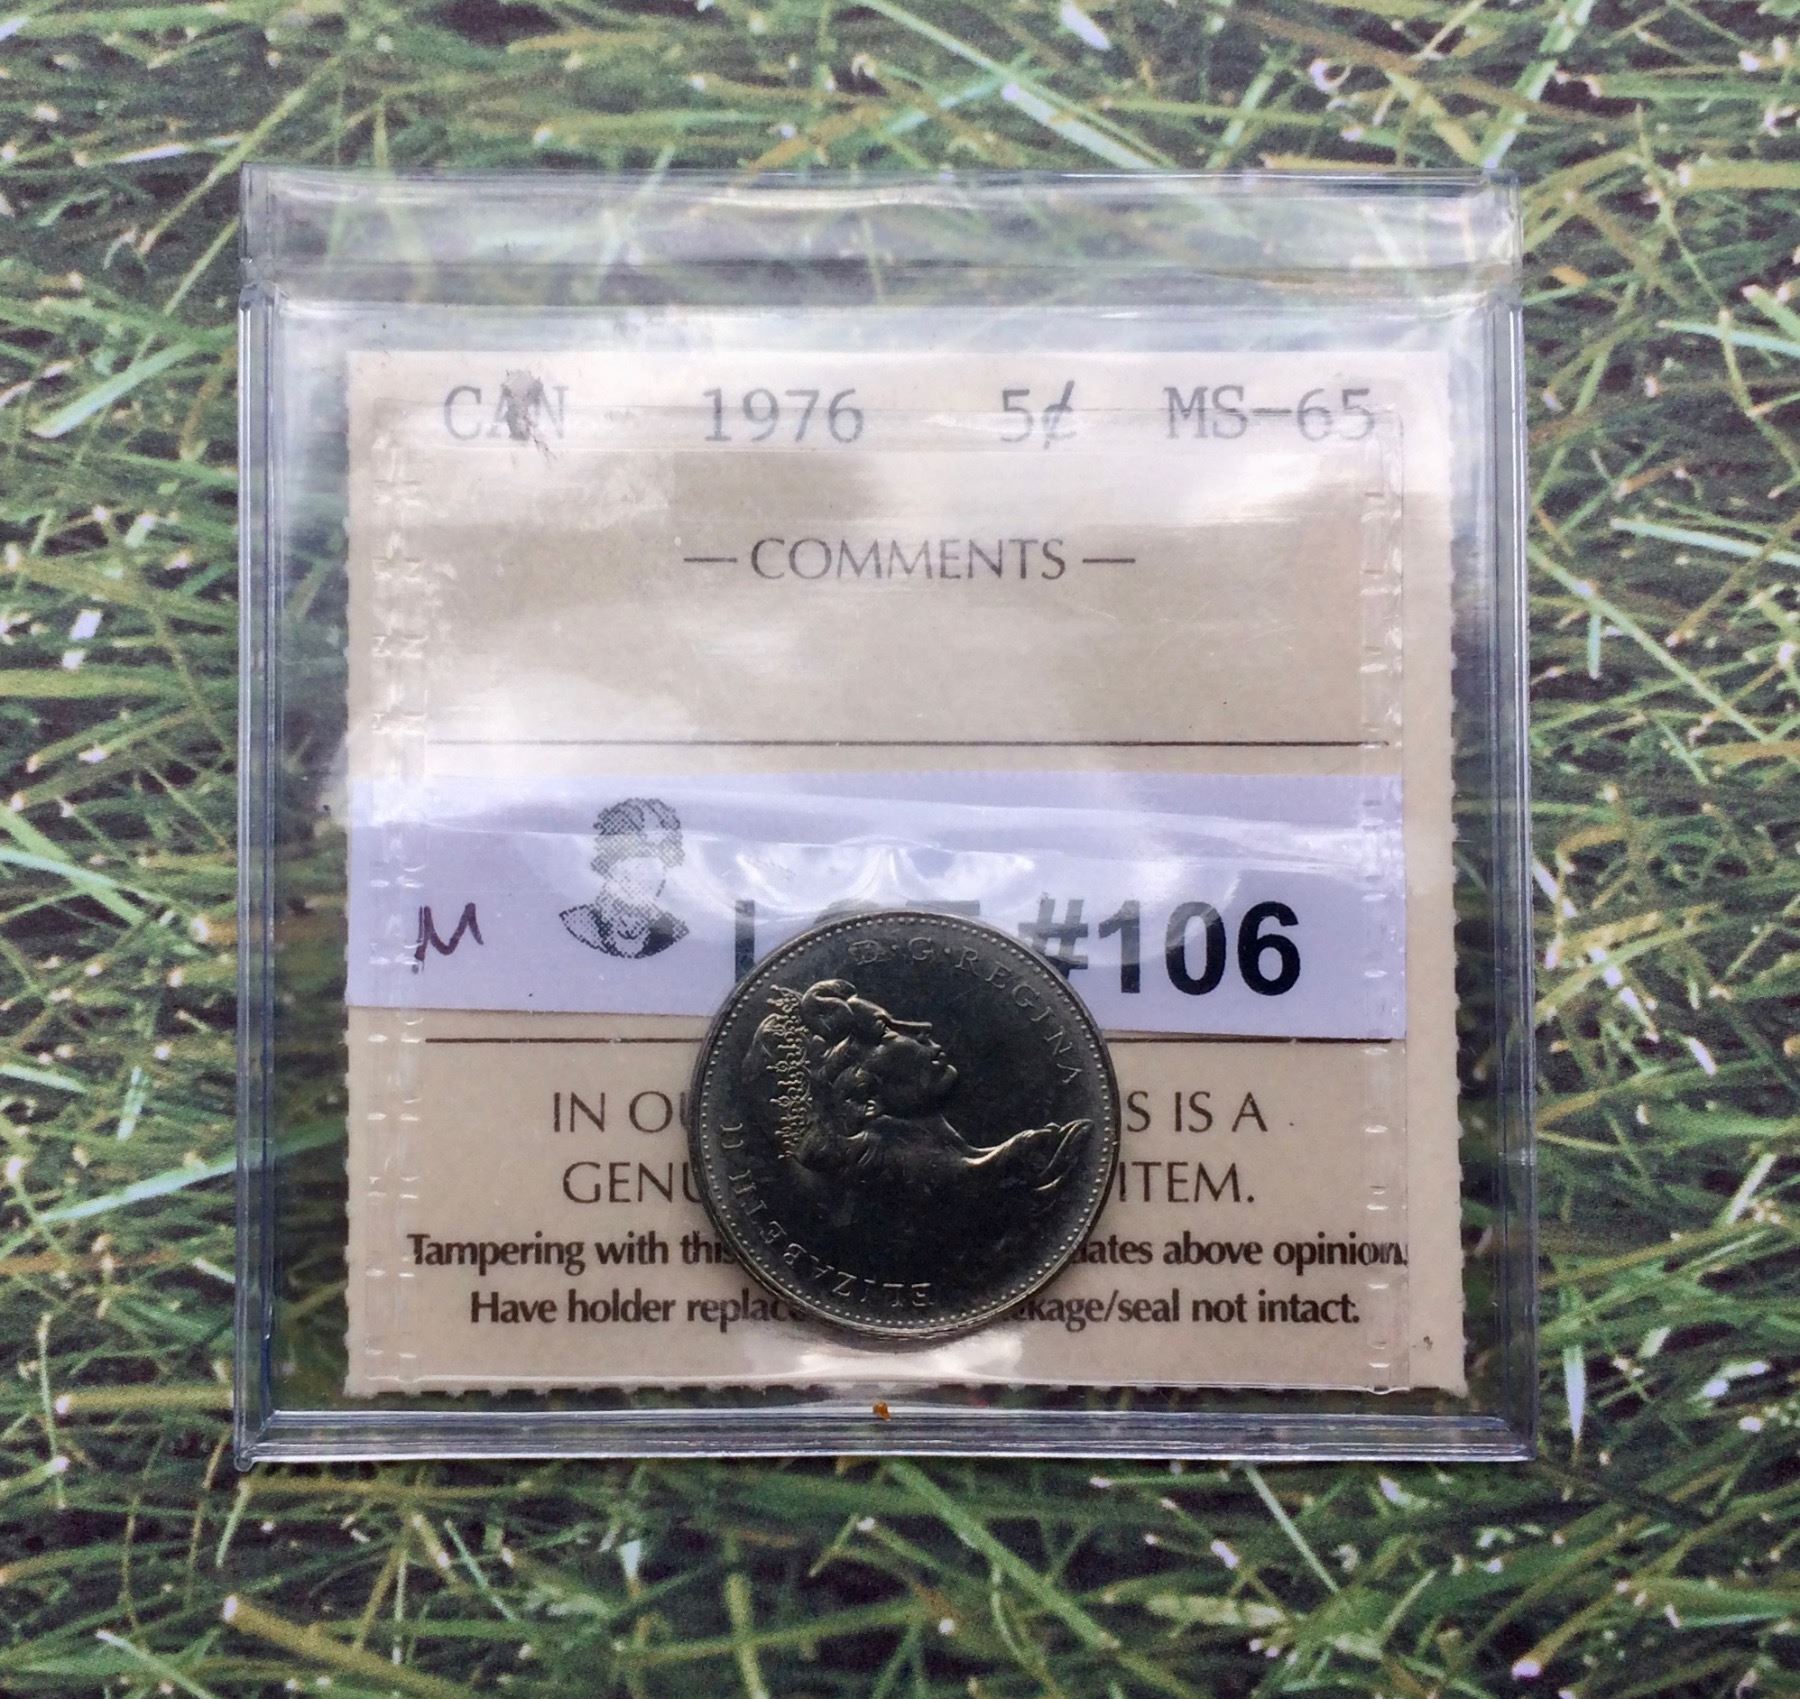 CAN 1976 5¢ MS-65
— COMMENTS —
M
#106
D·G·REGINA
ELIZABETH II
IN S IS A
GENU ITEM.
Tampering with this ates above opinion.
Have holder replac kage/seal not intact.